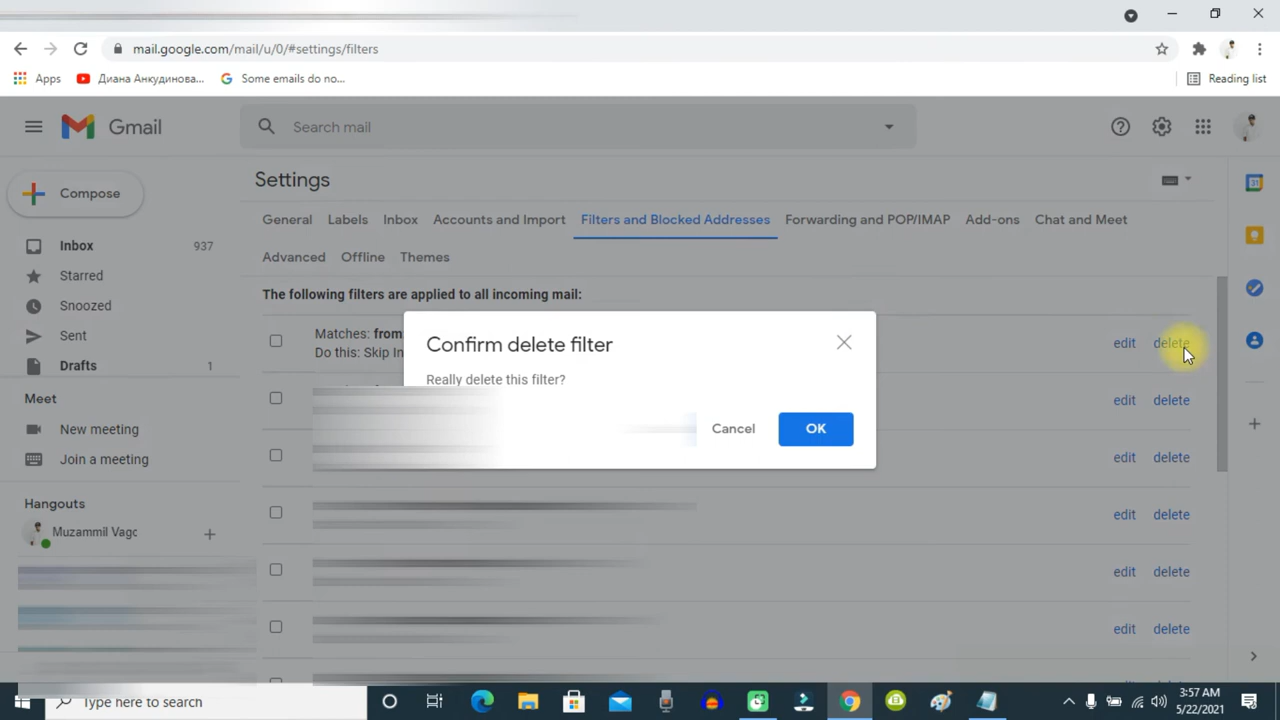 mail.google.com/mail/u/0/#settings/filters
Apps
Диана Анкудинова...
Some emails do no...
Reading list
Gmail
Search mail
Compose
Settings
General
Labels
Inbox
Accounts and Import
Filters and Blocked Addresses
Forwarding and POP/IMAP
Add-ons
Chat and Meet
Advanced
Offline
Themes
Inbox 937
Starred
Snoozed
Sent
Drafts 1
Meet
New meeting
Join a meeting
Hangouts
Muzammil Vago
The following filters are applied to all incoming mail:
Matches: from
Do this: Skip In
edit delete
edit delete
edit delete
edit delete
edit delete
edit delete
Confirm delete filter
Really delete this filter?
Cancel
OK
Type here to search
3:57 AM
5/22/2021